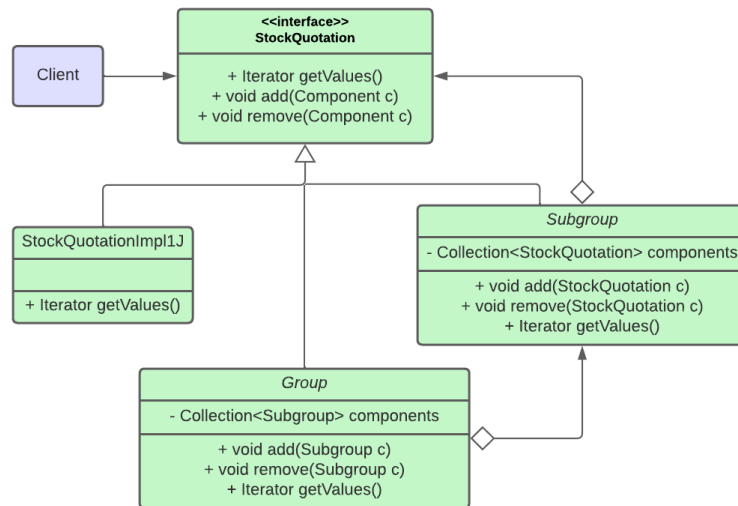 <<interface>>
StockQuotation
+ Iterator getValues()
+ void add(Component c)
+ void remove(Component c)
Client
StockQuotationImpl1J
+ Iterator getValues()
Subgroup
- Collection<StockQuotation> components
+ void add(StockQuotation c)
+ void remove(StockQuotation c)
+ Iterator getValues()
Group
- Collection<Subgroup> components
+ void add(Subgroup c)
+ void remove(Subgroup c)
+ Iterator getValues()